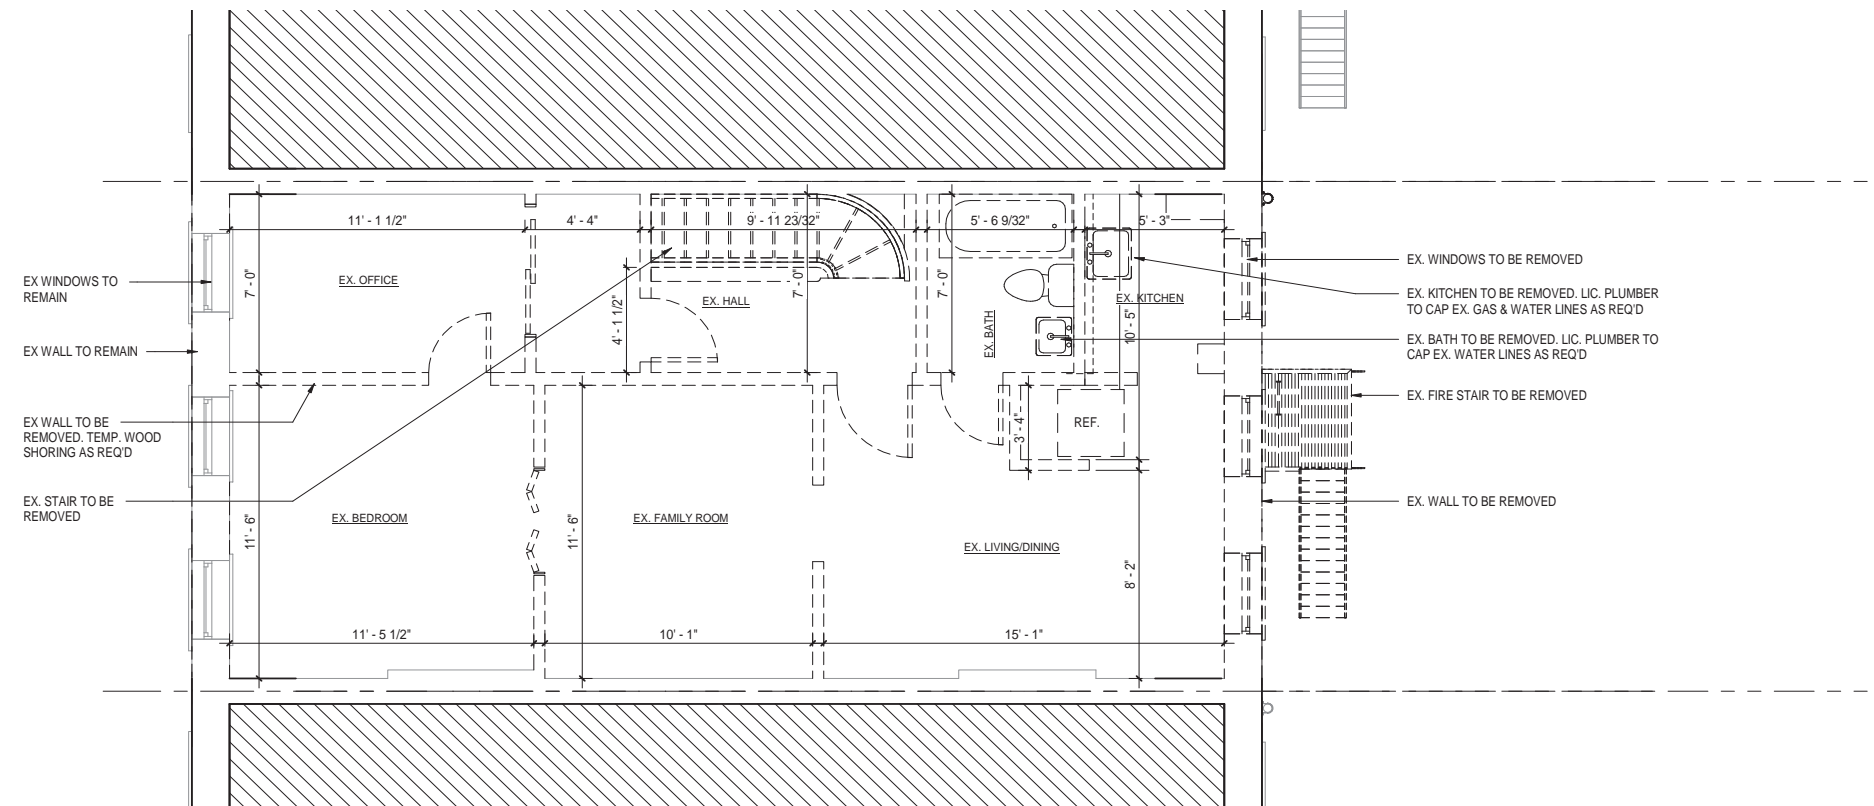 11' - 1 1/2"
4' - 4"
9' - 11 23/32"
5' - 6 9/32"
5' - 3"
EX WINDOWS TO
REMAIN
7' - 0"
EX. OFFICE
4' - 1 1/2"
EX. HALL
7' - 0"
7' - 0"
EX. BATH
EX. KITCHEN
10' - 5"
EX. WINDOWS TO BE REMOVED
EX. KITCHEN TO BE REMOVED. LIC. PLUMBER
TO CAP EX. GAS & WATER LINES AS REQ'D
EX. BATH TO BE REMOVED. LIC. PLUMBER TO
CAP EX. WATER LINES AS REQ'D
EX WALL TO REMAIN
EX. FIRE STAIR TO BE REMOVED
EX WALL TO BE
REMOVED. TEMP. WOOD
SHORING AS REQ'D
3' - 4"
REF.
EX. STAIR TO BE
REMOVED
EX. WALL TO BE REMOVED
11' - 6"
EX. BEDROOM
11' - 6"
EX. FAMILY ROOM
EX. LIVING/DINING
8' - 2"
11' - 5 1/2"
10' - 1"
15' - 1"